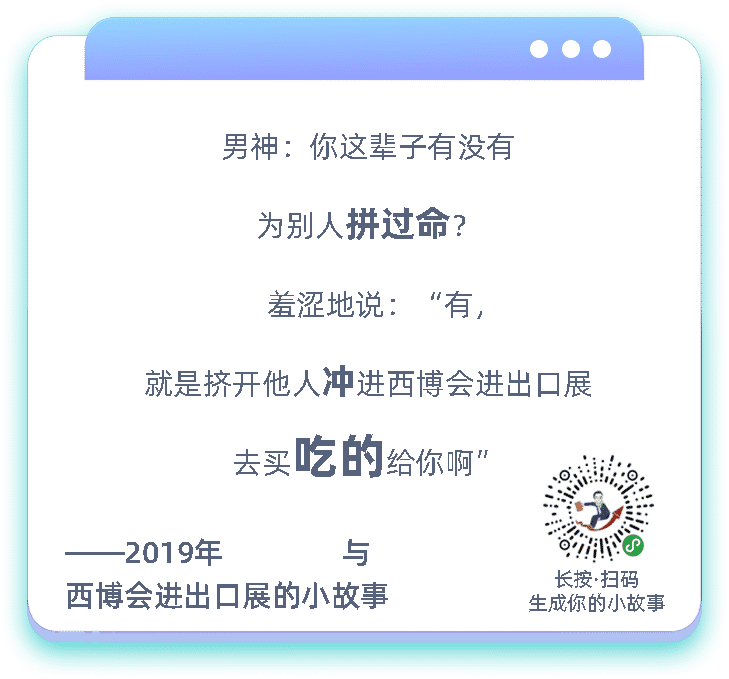 男神：你这辈子有没有
为别人拼过命？
羞涩地说：“有，
就是挤开他人冲进西博会进出口展
去买吃的给你啊”
——2019年 与
西博会进出口展的小故事
长按·扫码
生成你的小故事